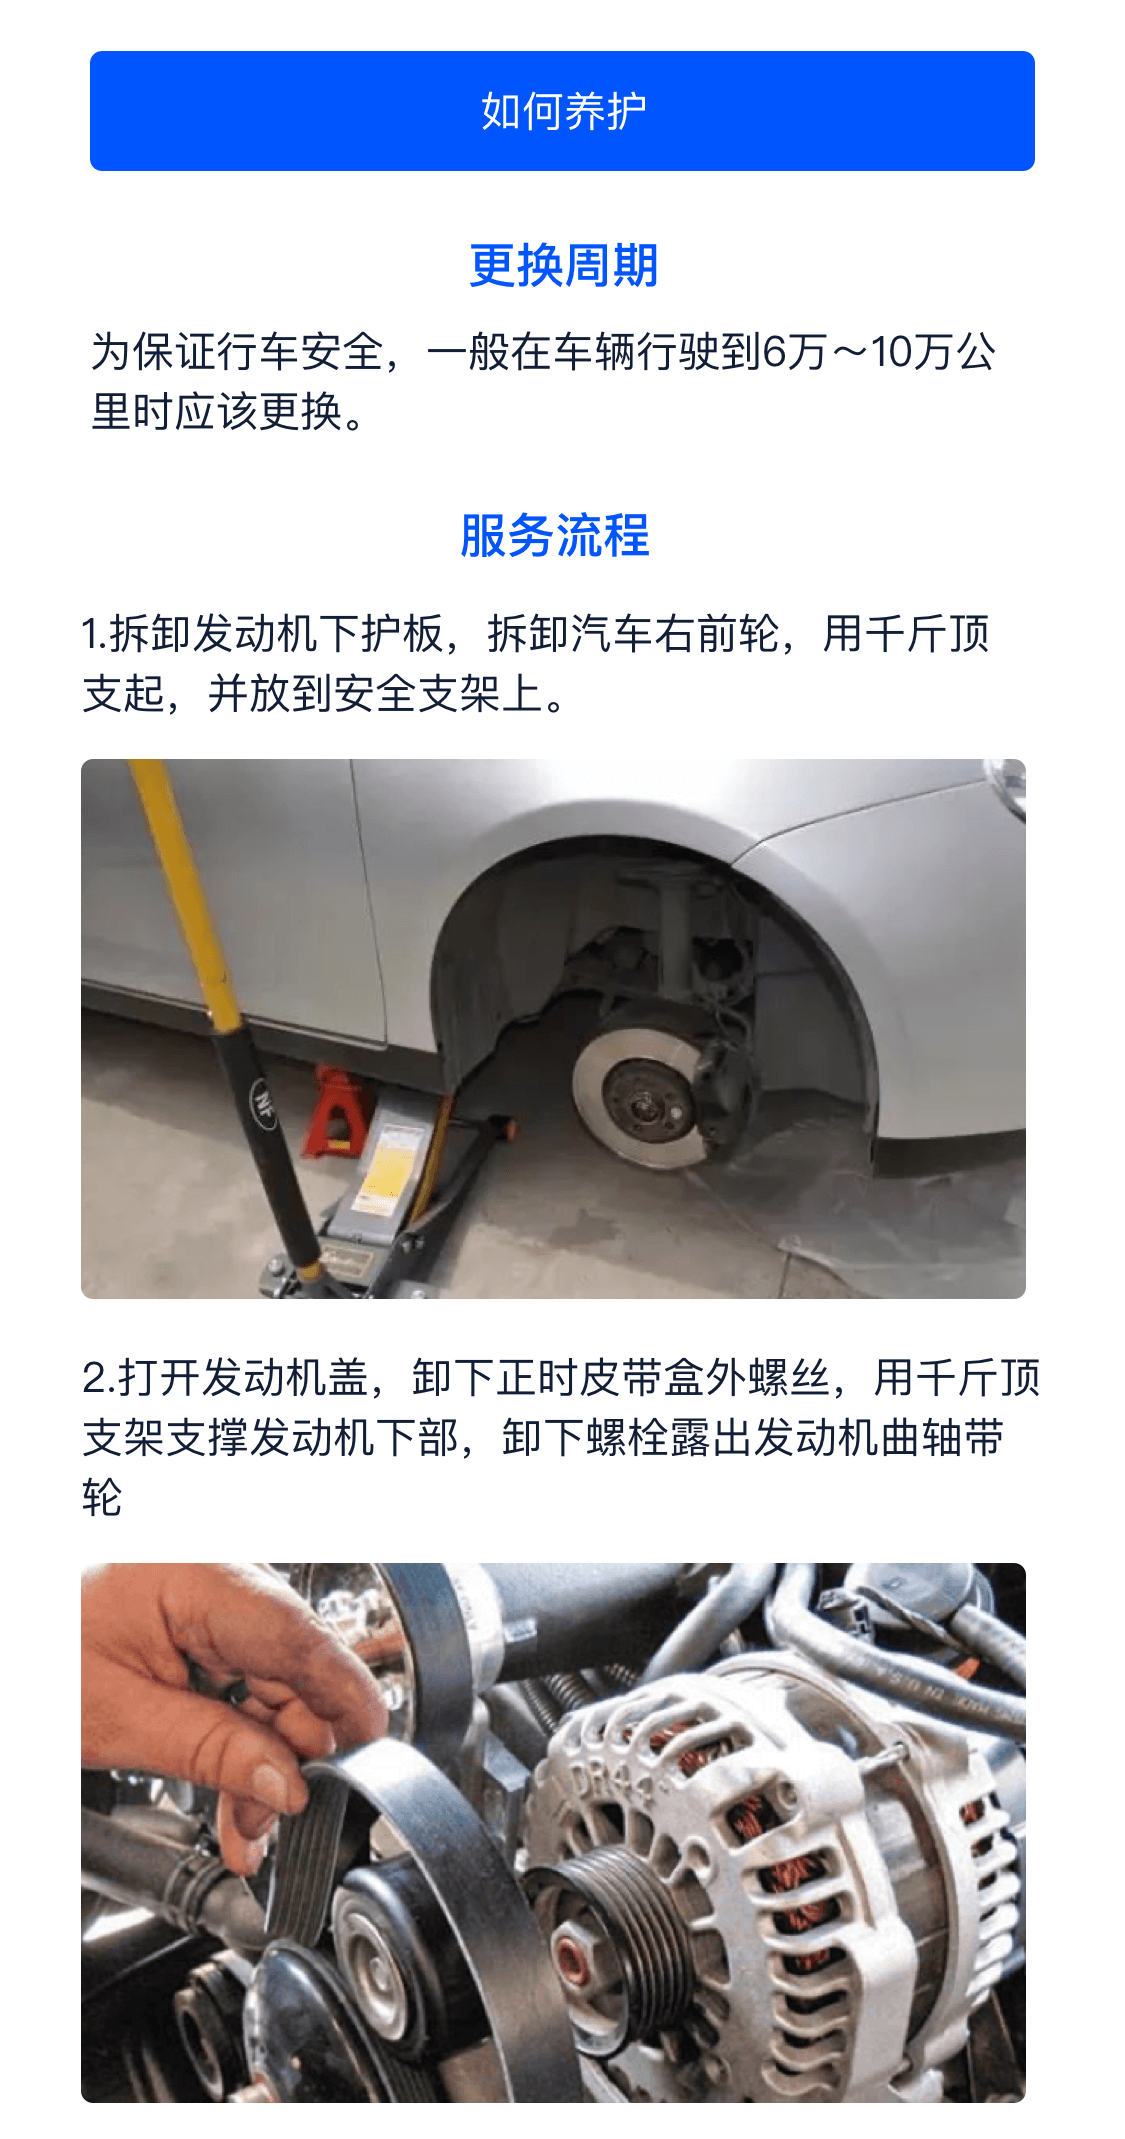 如何养护
更换周期
为保证行车安全，一般在车辆行驶到6万～10万公
里时应该更换。
服务流程
1.拆卸发动机下护板，拆卸汽车右前轮，用千斤顶
支起，并放到安全支架上。
NF
2.打开发动机盖，卸下正时皮带盒外螺丝，用千斤顶
支架支撑发动机下部，卸下螺栓露出发动机曲轴带
轮